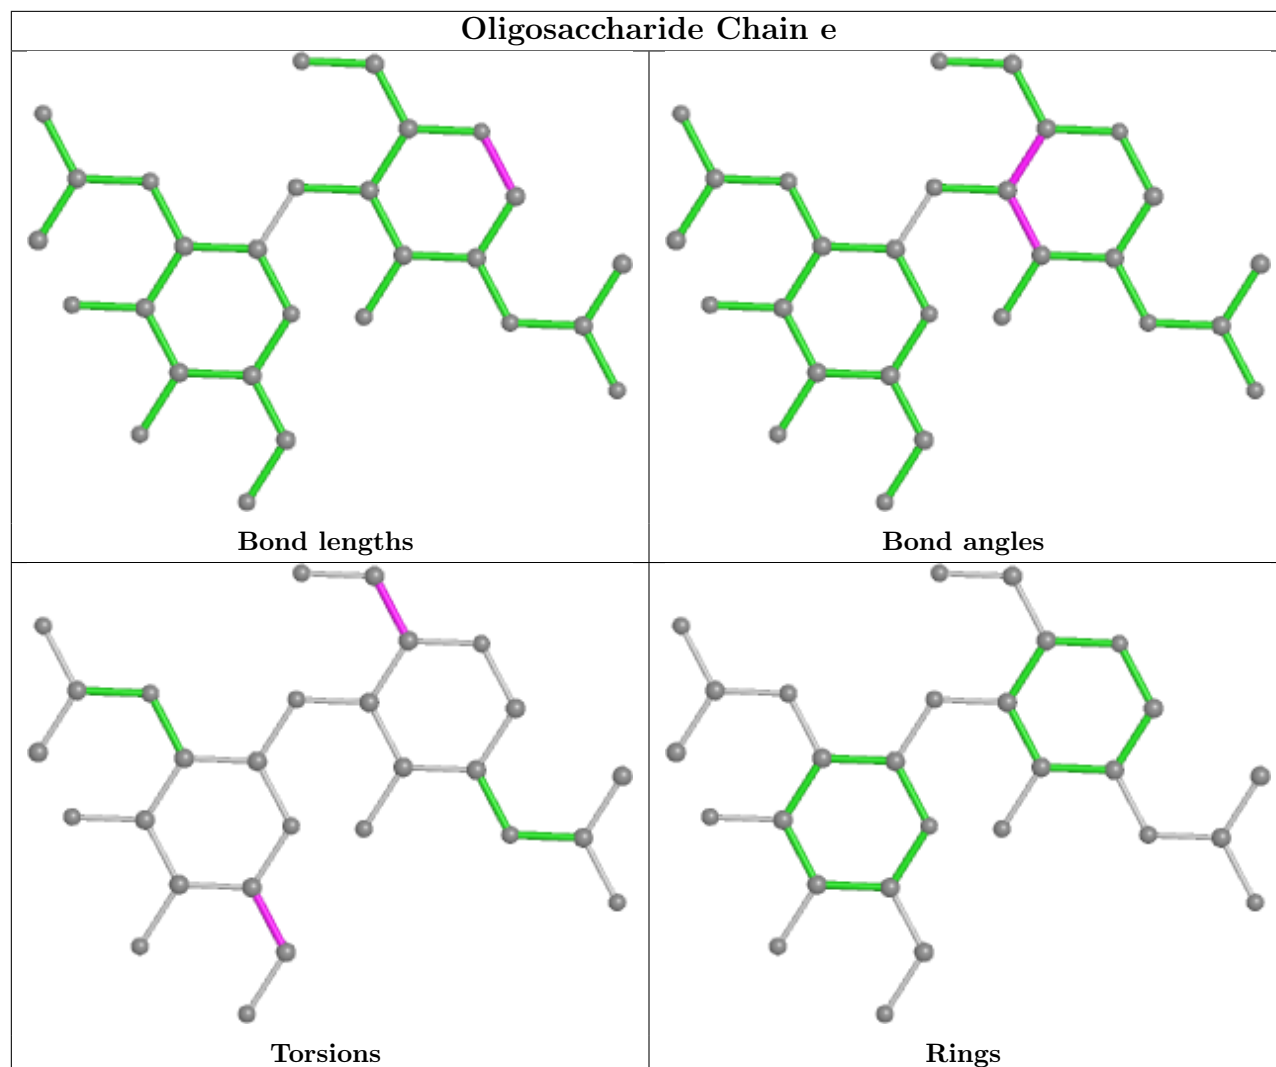 Oligosaccharide Chain e
Bond lengths
Bond angles
Torsions
Rings